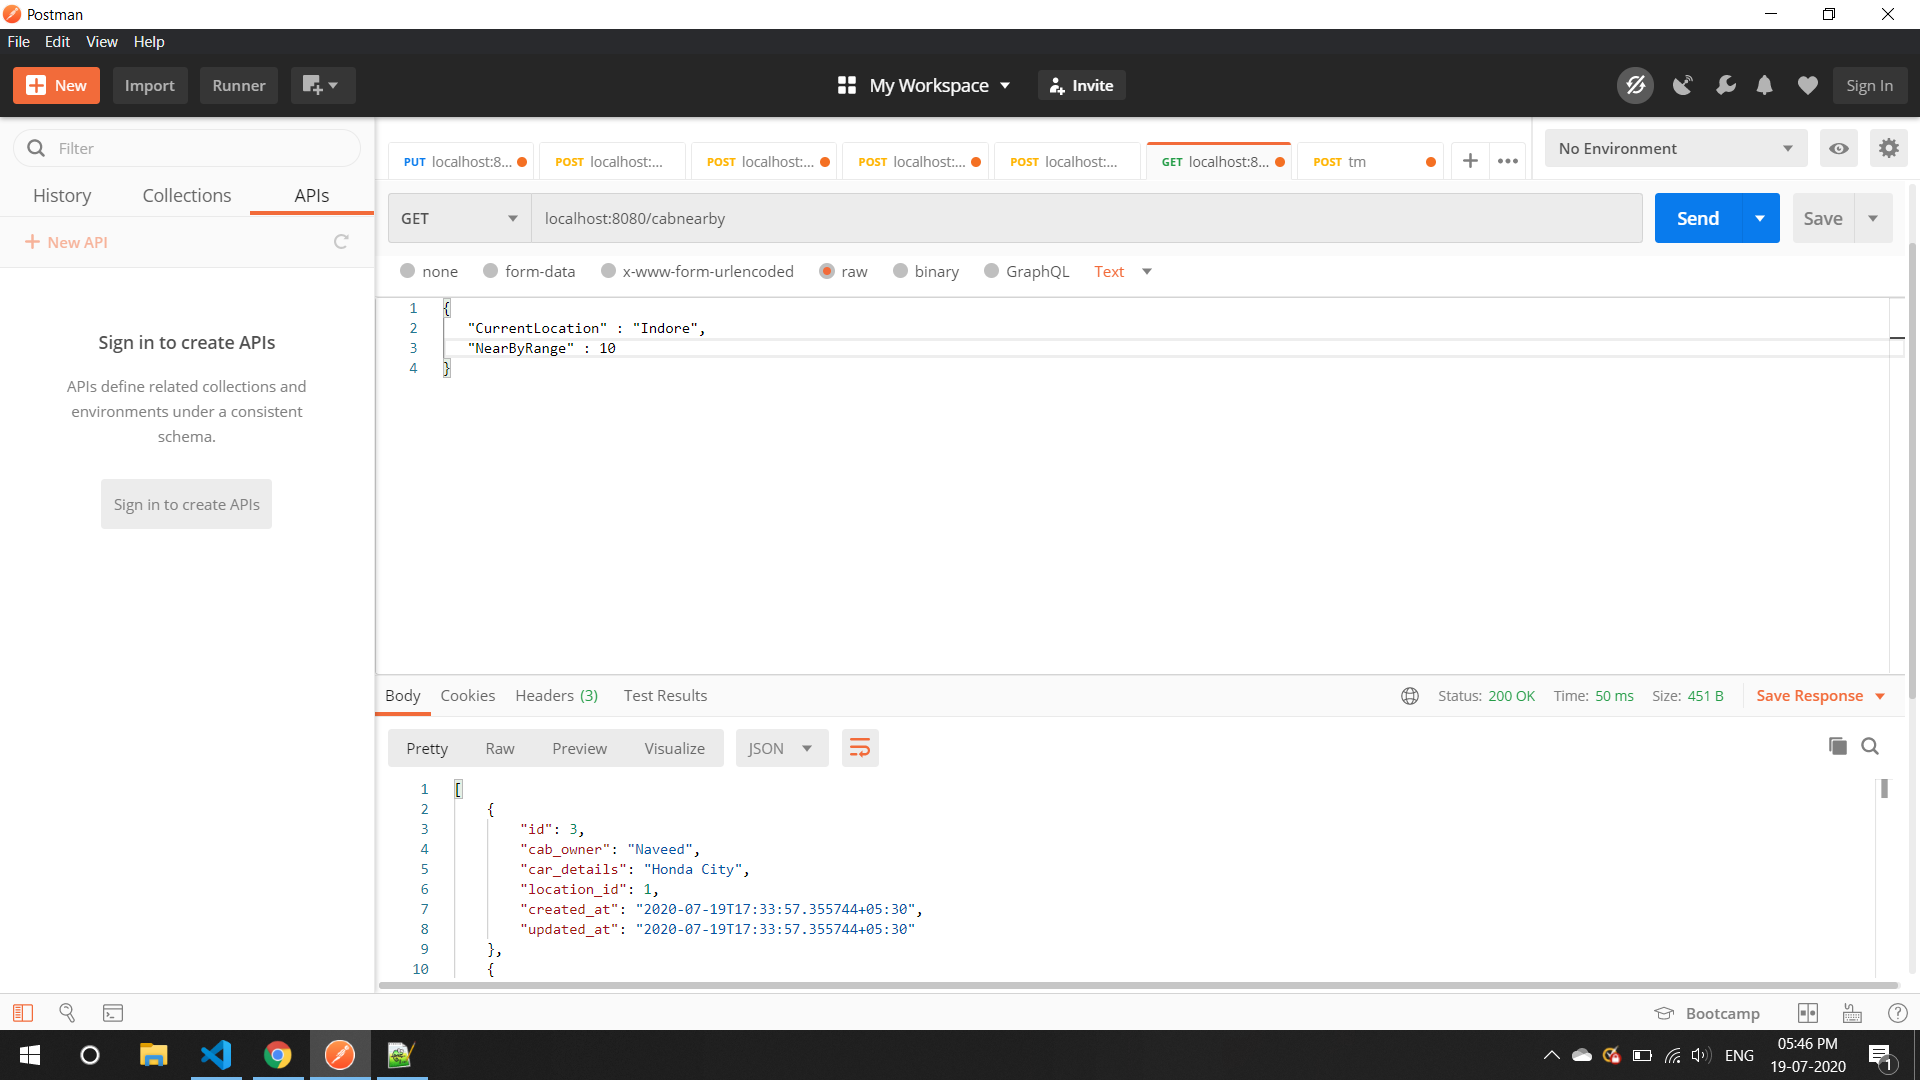 Postman
File Edit View Help
New Import Runner My Workspace Invite Sign In
Filter
History Collections APIs
New API
Sign in to create APIs
APIs define related collections and
environments under a consistent
schema.
Sign in to create APIs
PUT localhost:8... POST localhost:... POST localhost:... POST localhost:... POST localhost:... GET localhost:8... POST tm
No Environment
GET localhost:8080/cabnearby Send Save
none form-data x-www-form-urlencoded raw binary GraphQL Text
1 {
2 "CurrentLocation" : "Indore",
3 "NearByRange" : 10
4 }
Body Cookies Headers (3) Test Results Status: 200 OK Time: 50 ms Size: 451 B Save Response
Pretty Raw Preview Visualize JSON
1 [
2 {
3 "id": 3,
4 "cab_owner": "Naveed",
5 "car_details": "Honda City",
6 "location_id": 1,
7 "created_at": "2020-07-19T17:33:57.355744+05:30",
8 "updated_at": "2020-07-19T17:33:57.355744+05:30"
9 },
10 {
Bootcamp
ENG
05:46 PM
19-07-2020
1